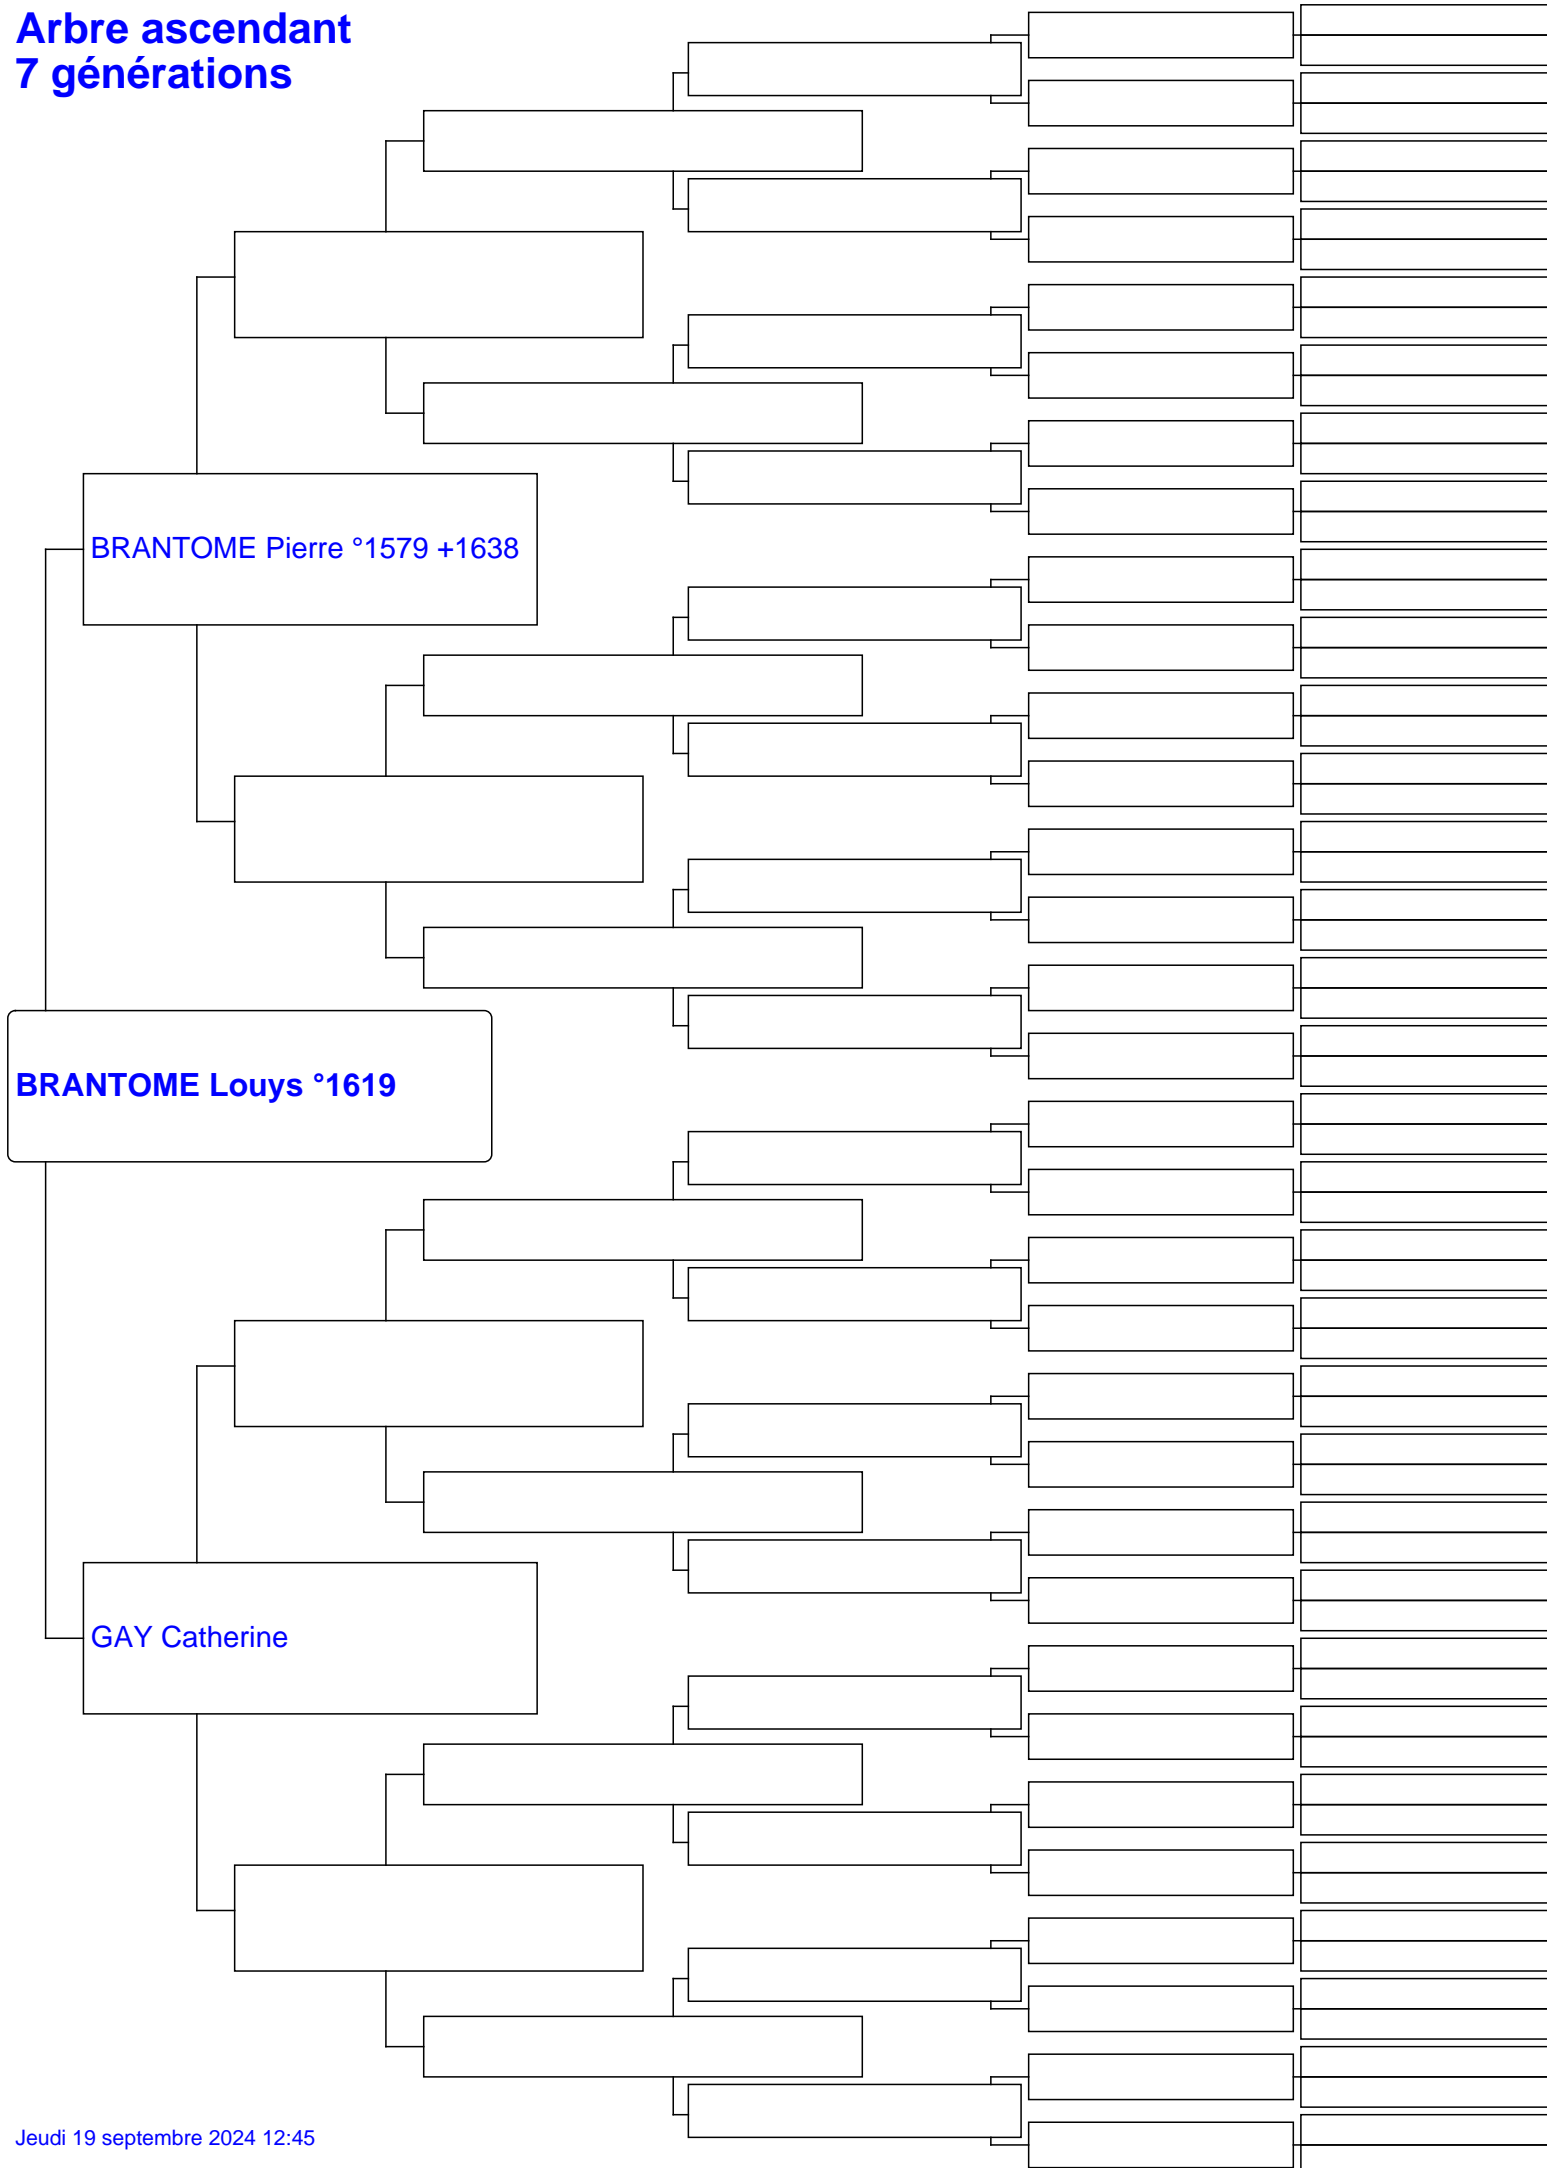 Arbre ascendant
7 générations
BRANTOME Pierre °1579 +1638
BRANTOME Louys °1619
GAY Catherine
Jeudi 19 septembre 2024 12:45